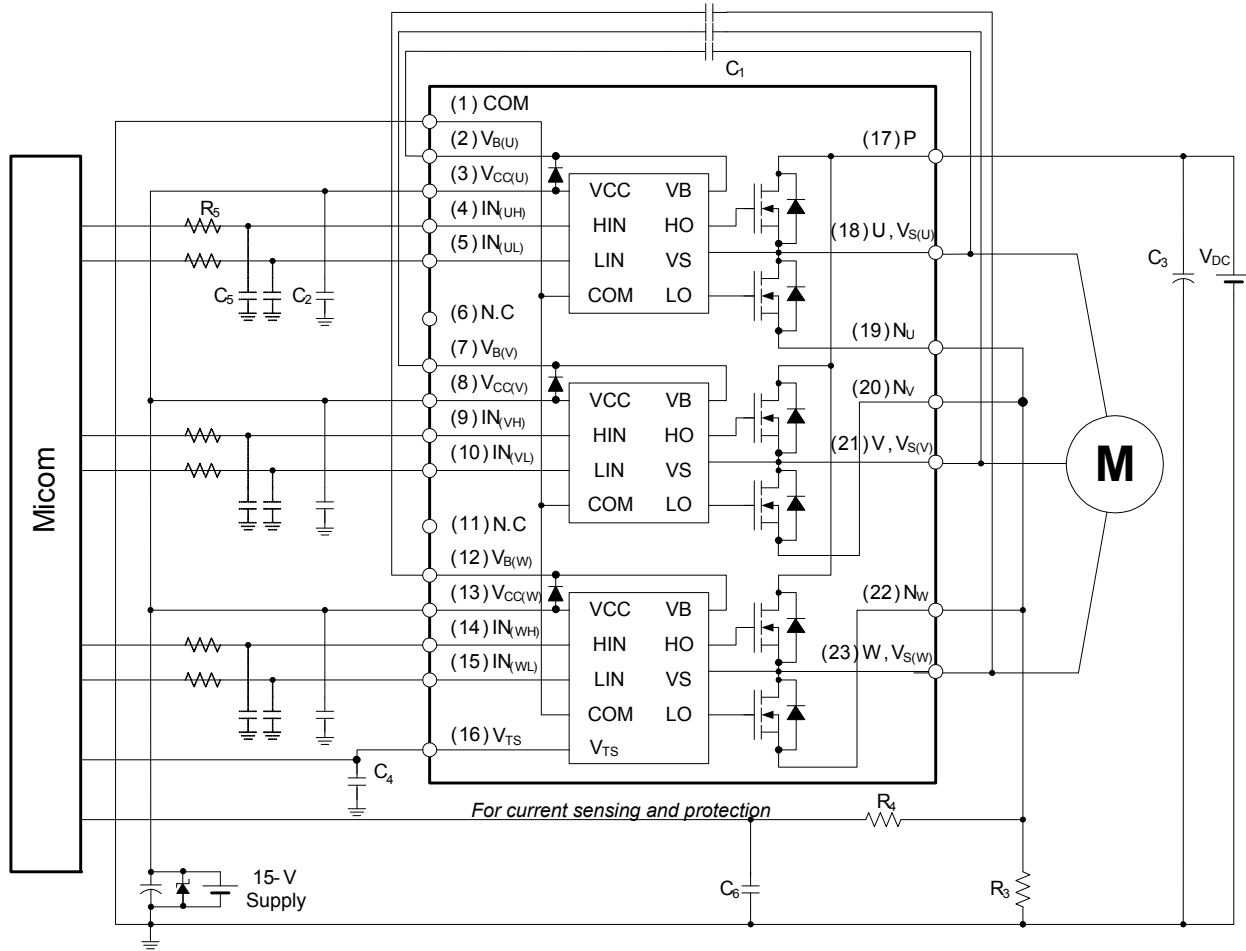 C1
(1) COM
(2) VB(U)
(3) VCC(U)
(4) IN(UH)
(5) IN(UL)
(6) N.C
(7) VB(V)
(8) VCC(V)
(9) IN(VH)
(10) IN(VL)
(11) N.C
(12) VB(W)
(13) VCC(W)
(14) IN(WH)
(15) IN(WL)
(16) VTS
VCC VB
HIN HO
LIN VS
COM LO
VCC VB
HIN HO
LIN VS
COM LO
VCC VB
HIN HO
LIN VS
COM LO
VTS
(17) P
(18) U, VS(U)
(19) NU
(20) NV
(21) V, VS(V)
(22) NW
(23) W, VS(W)
Micom
R5
C5
C2
C4
C3
VDC
M
For current sensing and protection
R4
R3
C6
15-V
Supply